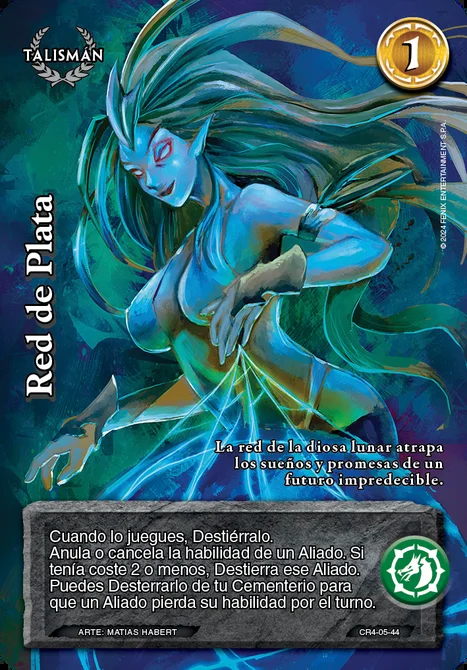 TALISMÁN
1
© 2024 FENIX ENTERTAINMENT S.P.A.
Red de Plata
La red de la diosa lunar atrapa
los sueños y promesas de un
futuro impredecible.
Cuando lo juegues, Destiérralo.
Anula o cancela la habilidad de un Aliado. Si
tenía coste 2 o menos, Destierra ese Aliado.
Puedes Desterrarlo de tu Cementerio para
que un Aliado pierda su habilidad por el turno.
ARTE: MATIAS HABERT
CR4-05-44